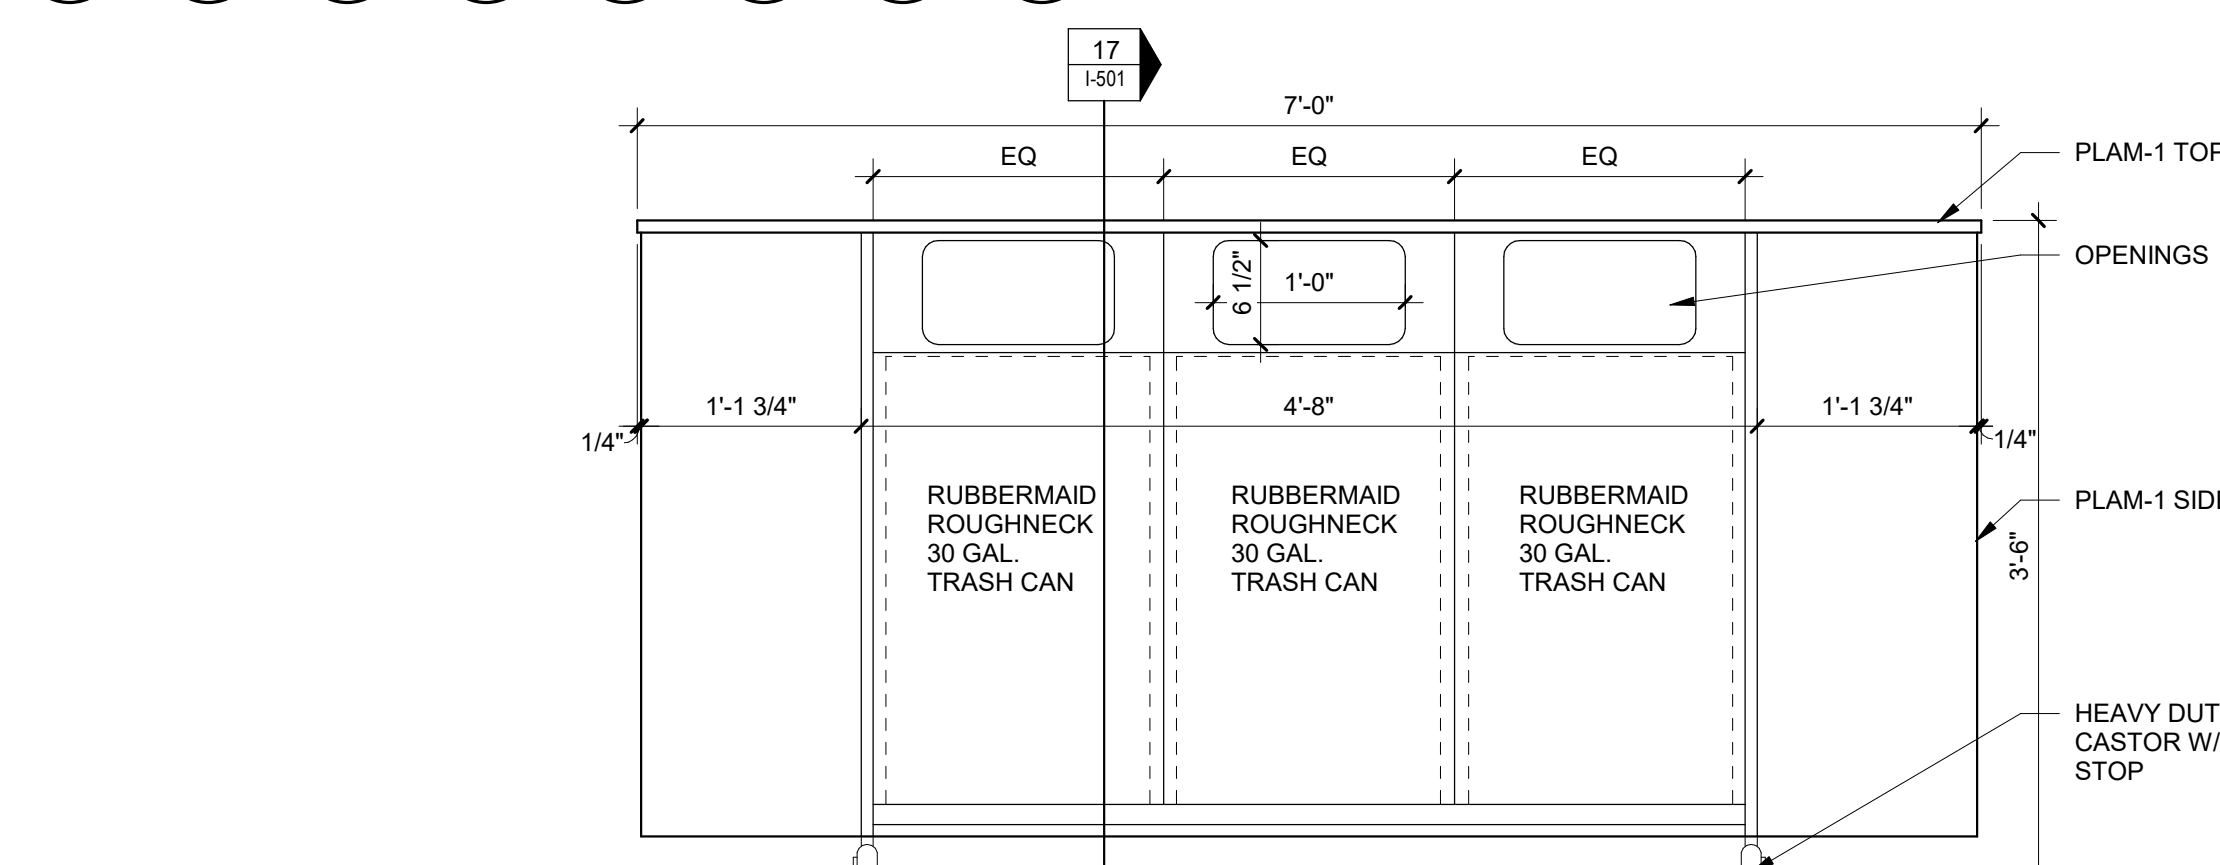 17
I-501
7'-0"
EQ
EQ
EQ
PLAM-1 TOP
OPENINGS
6 1/2"
1'-0"
1'-1 3/4"
4'-8"
1'-1 3/4"
1/4"
1/4"
RUBBERMAID
ROUGHNECK
30 GAL.
TRASH CAN
RUBBERMAID
ROUGHNECK
30 GAL.
TRASH CAN
RUBBERMAID
ROUGHNECK
30 GAL.
TRASH CAN
PLAM-1
3'-6"
HEAVY
CASTOR W/
STOP